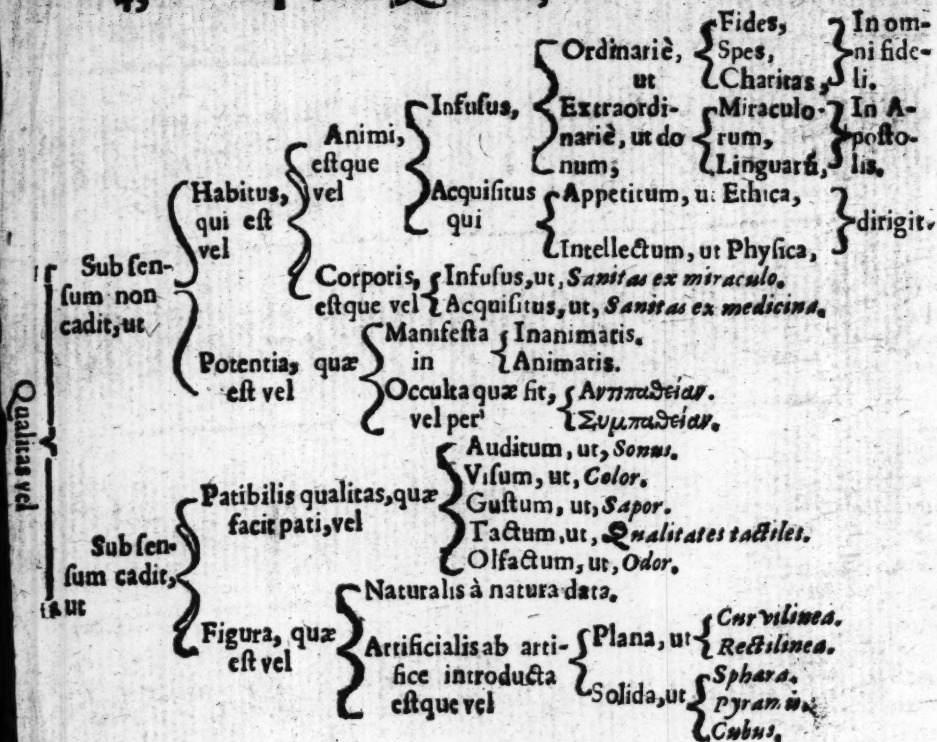 Qualitas vel
Sub sen-
sum non
cadit, ut
Habitus,
qui est
vel
Animi,
estque
vel
Infusus,
Ordinariè,
ut
Fides,
Spes,
Charitas,
In om-
ni fide-
li.
Extraordi-
nariè, ut do
num;
Miraculo-
rum,
Linguarũ,
In A-
posto-
lis.
Acquisitus
qui
Appetitum, ut Ethica,
Intellectum, ut Physica,
dirigit.
Corporis,
estque vel
Infusus, ut, Sanitas ex miraculo.
Acquisitus, ut, Sanitas ex medicina.
Potentia, quæ
est vel
Manifesta
in
Inanimatis.
Animatis.
Occulta quæ fit,
vel per
Αντιπαθείαν.
Συμπαθείαν.
Sub sen-
sum cadit,
ut
Patibilis qualitas, quæ
facit pati, vel
Auditum, ut, Sonus.
Visum, ut, Color.
Gustum, ut, Sapor.
Tactum, ut, Qualitates tactiles.
Olfactum, ut, Odor.
Figura, quæ
est vel
Naturalis à natura data.
Artificialis ab arti-
fice introducta
estque vel
Plana, ut
Curvilinea.
Rectilinea.
Solida, ut
Sphæra.
Pyramis.
Cubus.